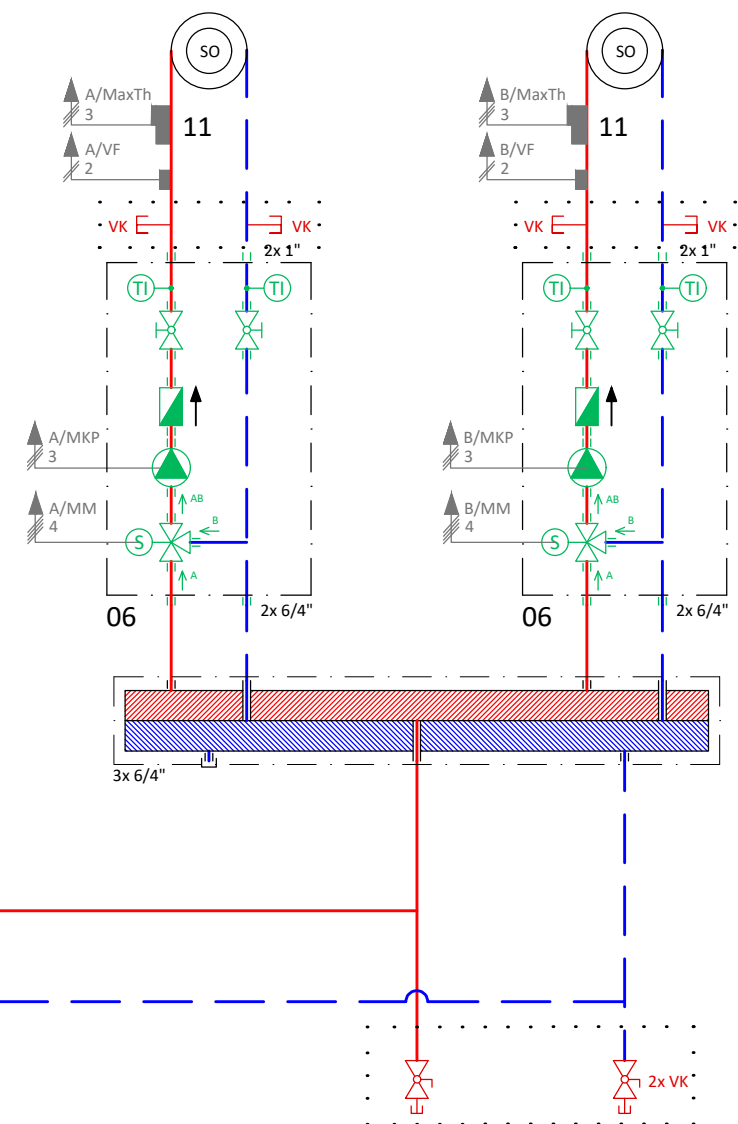 SO
SO
A/MaxTh
3
11
B/MaxTh
3
11
A/VF
2
B/VF
2
VK
VK
VK
VK
2x 1"
2x 1"
TI
TI
TI
TI
A/MKP
3
B/MKP
3
A/MM
4
AB
B
S
A
B/MM
4
AB
B
S
A
06
2x 6/4"
06
2x 6/4"
3x 6/4"
2x VK